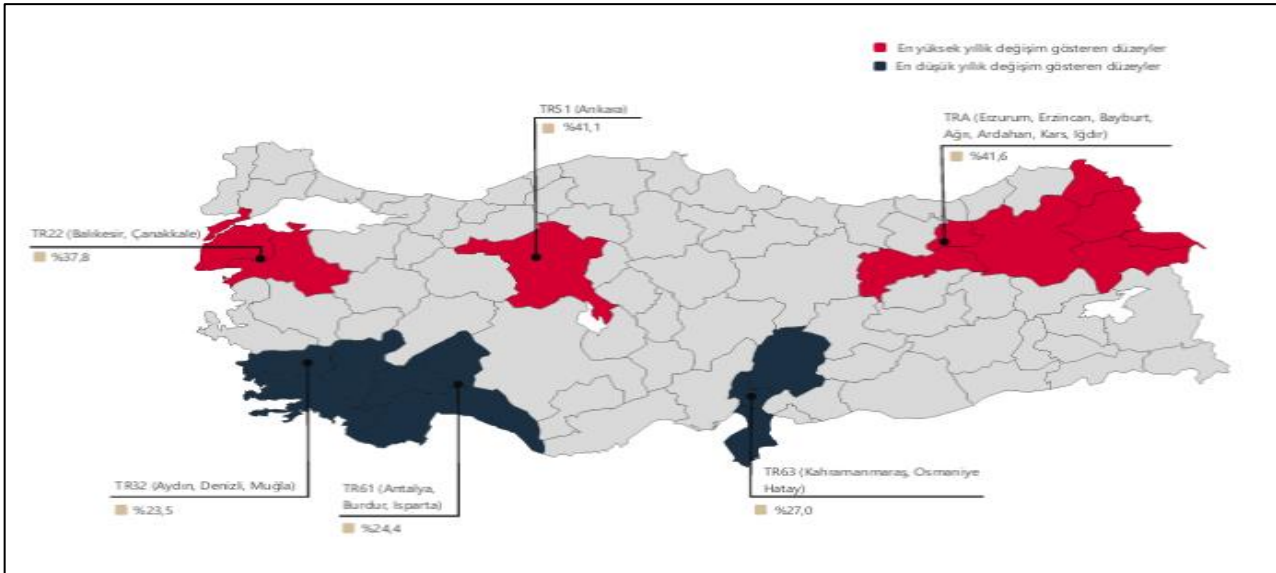 En yüksek yıllık değişim gösteren düzeyler
En düşük yıllık değişim gösteren düzeyler
TR51 (Ankara)
%41,1
TRA (Erzurum, Erzincan, Bayburt,
Ağrı, Ardahan, Kars, Iğdır)
%41,6
TR22 (Balıkesir, Çanakkale)
%37,8
TR32 (Aydın, Denizli, Muğla)
%23,5
TR61 (Antalya,
Burdur, Isparta)
%24,4
TR63 (Kahramanmaraş, Osmaniye
Hatay)
%27,0